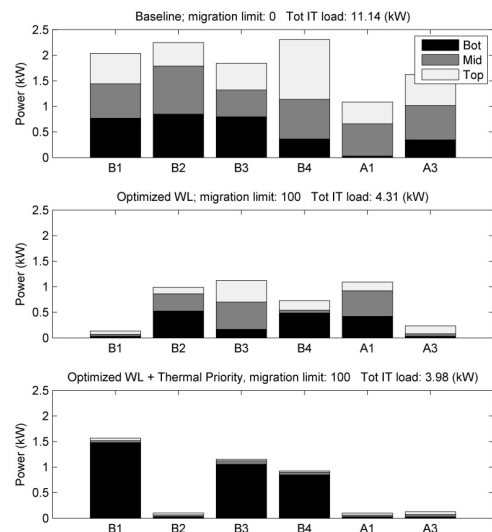 Baseline; migration limit: 0 Tot IT load: 11.14 (kW)
2.5
2
1.5
1
0.5
0
Power (kW)
Bot
Mid
Top
B1 B2 B3 B4 A1 A3
Optimized WL; migration limit: 100 Tot IT load: 4.31 (kW)
2.5
2
1.5
1
0.5
0
Power (kW)
B1 B2 B3 B4 A1 A3
Optimized WL + Thermal Priority, migration limit: 100 Tot IT load: 3.98 (kW)
2.5
2
1.5
1
0.5
0
Power (kW)
B1 B2 B3 B4 A1 A3